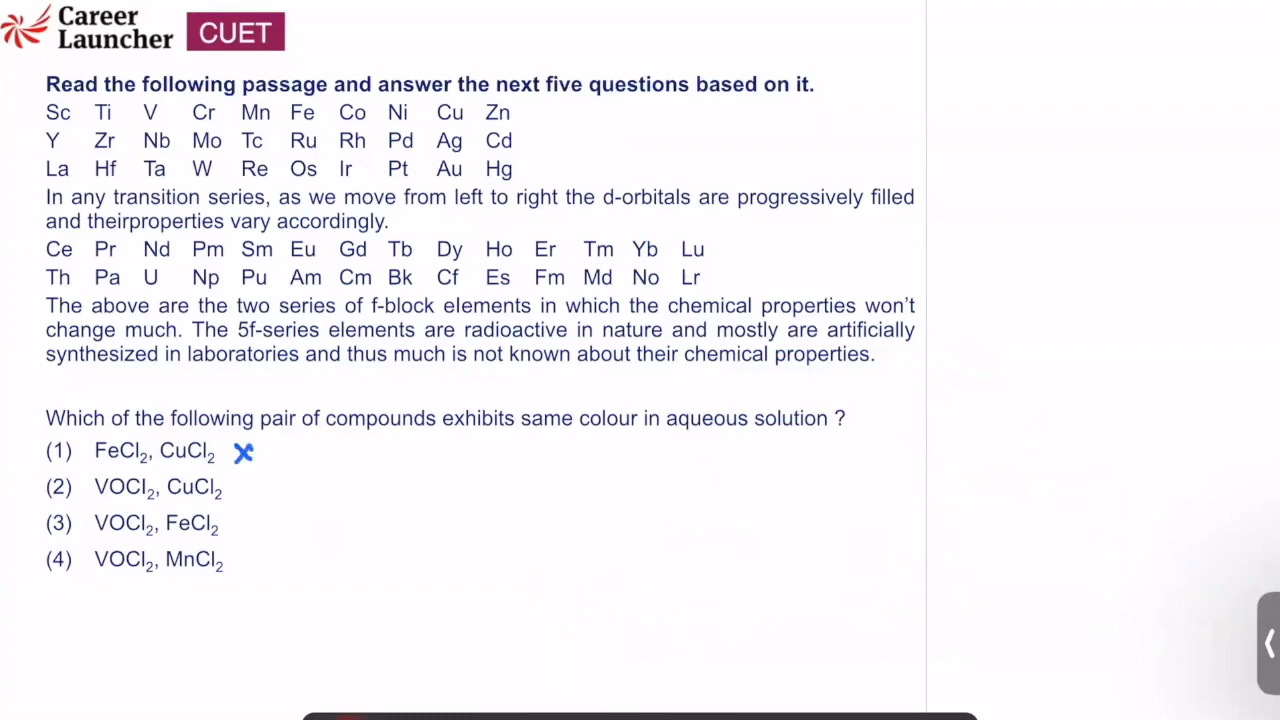 Career
Launcher
CUET
Read the following passage and answer the next five questions based on it.
Sc Ti V Cr Mn Fe Co Ni Cu Zn
Y Zr Nb Mo Tc Ru Rh Pd Ag Cd
La Hf Ta W Re Os Ir Pt Au Hg
In any transition series, as we move from left to right the d-orbitals are progressively filled
and theirproperties vary accordingly.
Ce Pr Nd Pm Sm Eu Gd Tb Dy Ho Er Tm Yb Lu
Th Pa U Np Pu Am Cm Bk Cf Es Fm Md No Lr
The above are the two series of f-block elements in which the chemical properties won’t
change much. The 5f-series elements are radioactive in nature and mostly are artificially
synthesized in laboratories and thus much is not known about their chemical properties.
Which of the following pair of compounds exhibits same colour in aqueous solution ?
(1) FeCl₂, CuCl₂
(2) VOCl₂, CuCl₂
(3) VOCl₂, FeCl₂
(4) VOCl₂, MnCl₂